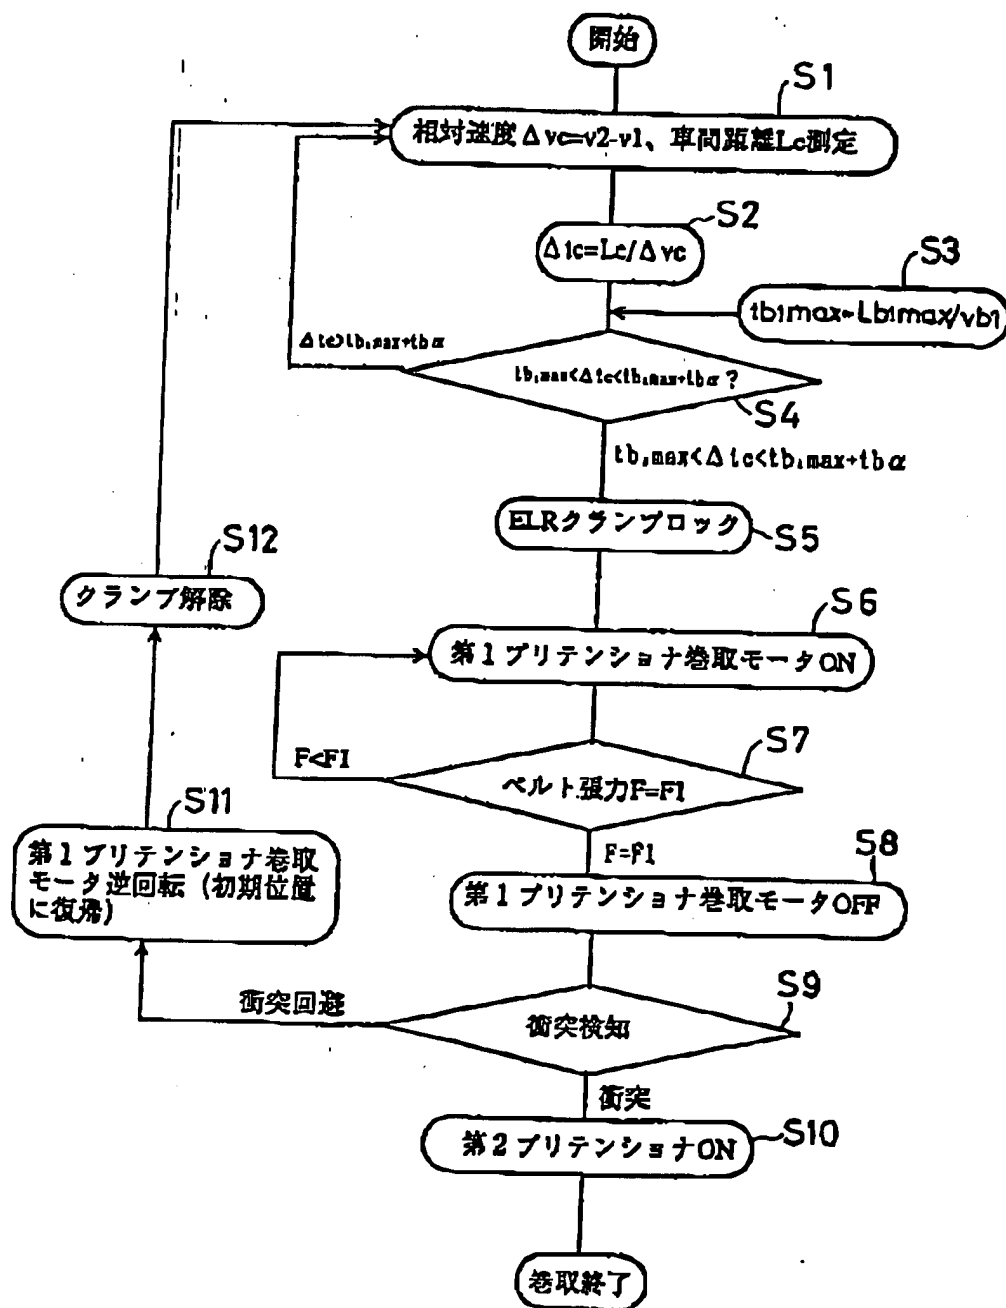 開始
S1
相対速度Δvc=v2-v1、車間距離Lc測定
S2
Δtc=Lc/Δvc
S3
tb1max=Lb1max/vb1
Δtc>tb1max+tbα
tb1max<Δtc<tb1max+tbα?
S4
tb1max<Δtc<tb1max+tbα
ELRクランプロック
S5
S12
クランプ解除
S6
第1プリテンショナ巻取モータON
S7
F<F1
ベルト張力F=F1
S11
第1プリテンショナ巻取
モータ逆回転(初期位置
に復帰)
F=F1
S8
第1プリテンショナ巻取モータOFF
衝突回避
S9
衝突検知
衝突
第2プリテンショナON
S10
巻取終了